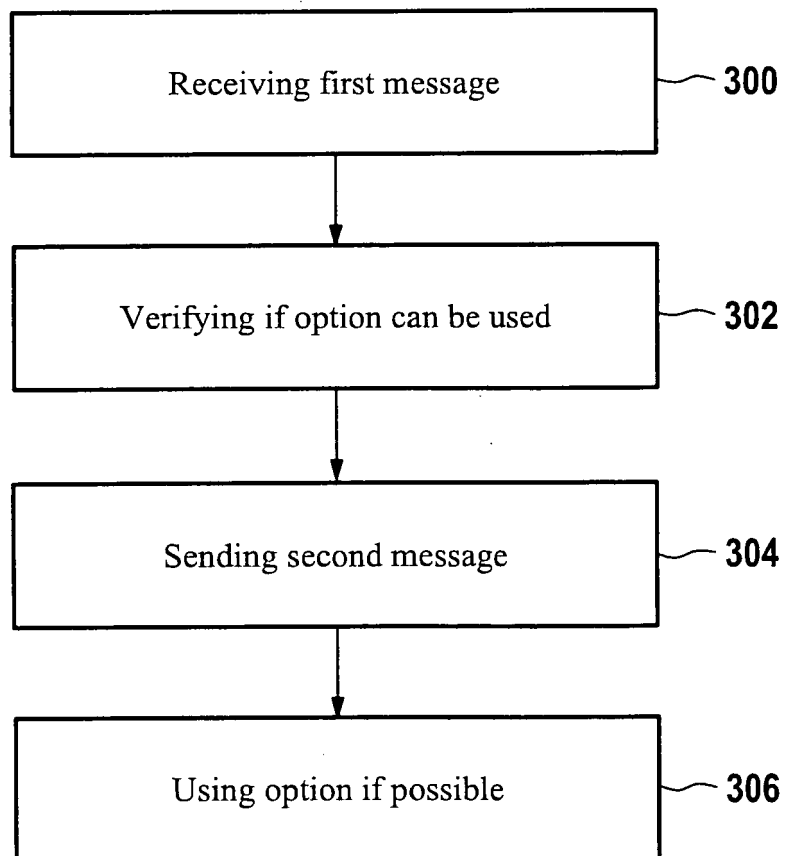 Receiving first message 300
Verifying if option can be used 302
Sending second message 304
Using option if possible 306